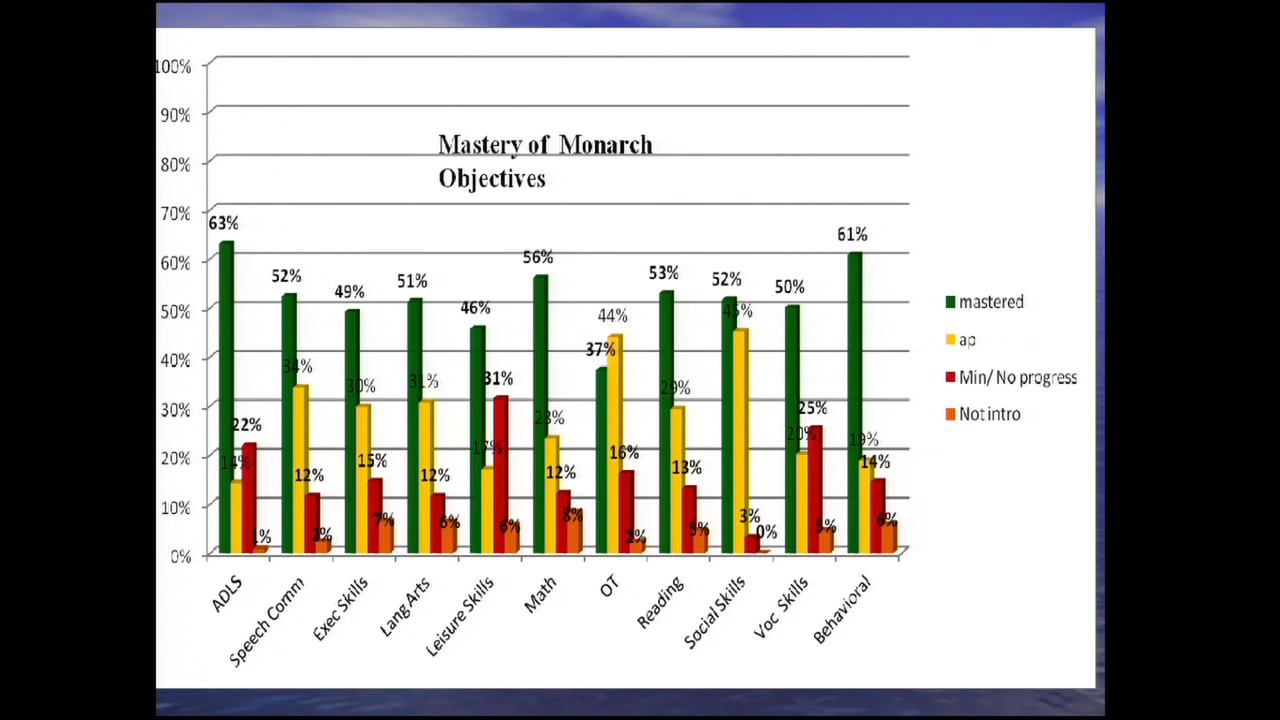 Mastery of Monarch
Objectives
100%
90%
80%
70%
60%
50%
40%
30%
20%
10%
0%
63% 14% 22% 1%
52% 34% 12% 2%
49% 30% 15% 7%
51% 31% 12% 6%
46% 17% 31% 6%
56% 23% 12% 8%
37% 44% 16% 2%
53% 29% 13% 5%
52% 45% 3% 0%
50% 20% 25% 5%
61% 19% 14% 6%
ADLS
Speech Comm
Exec Skills
Lang Arts
Leisure Skills
Math
OT
Reading
Social Skills
Voc Skills
Behavioral
mastered
ap
Min/ No progress
Not intro